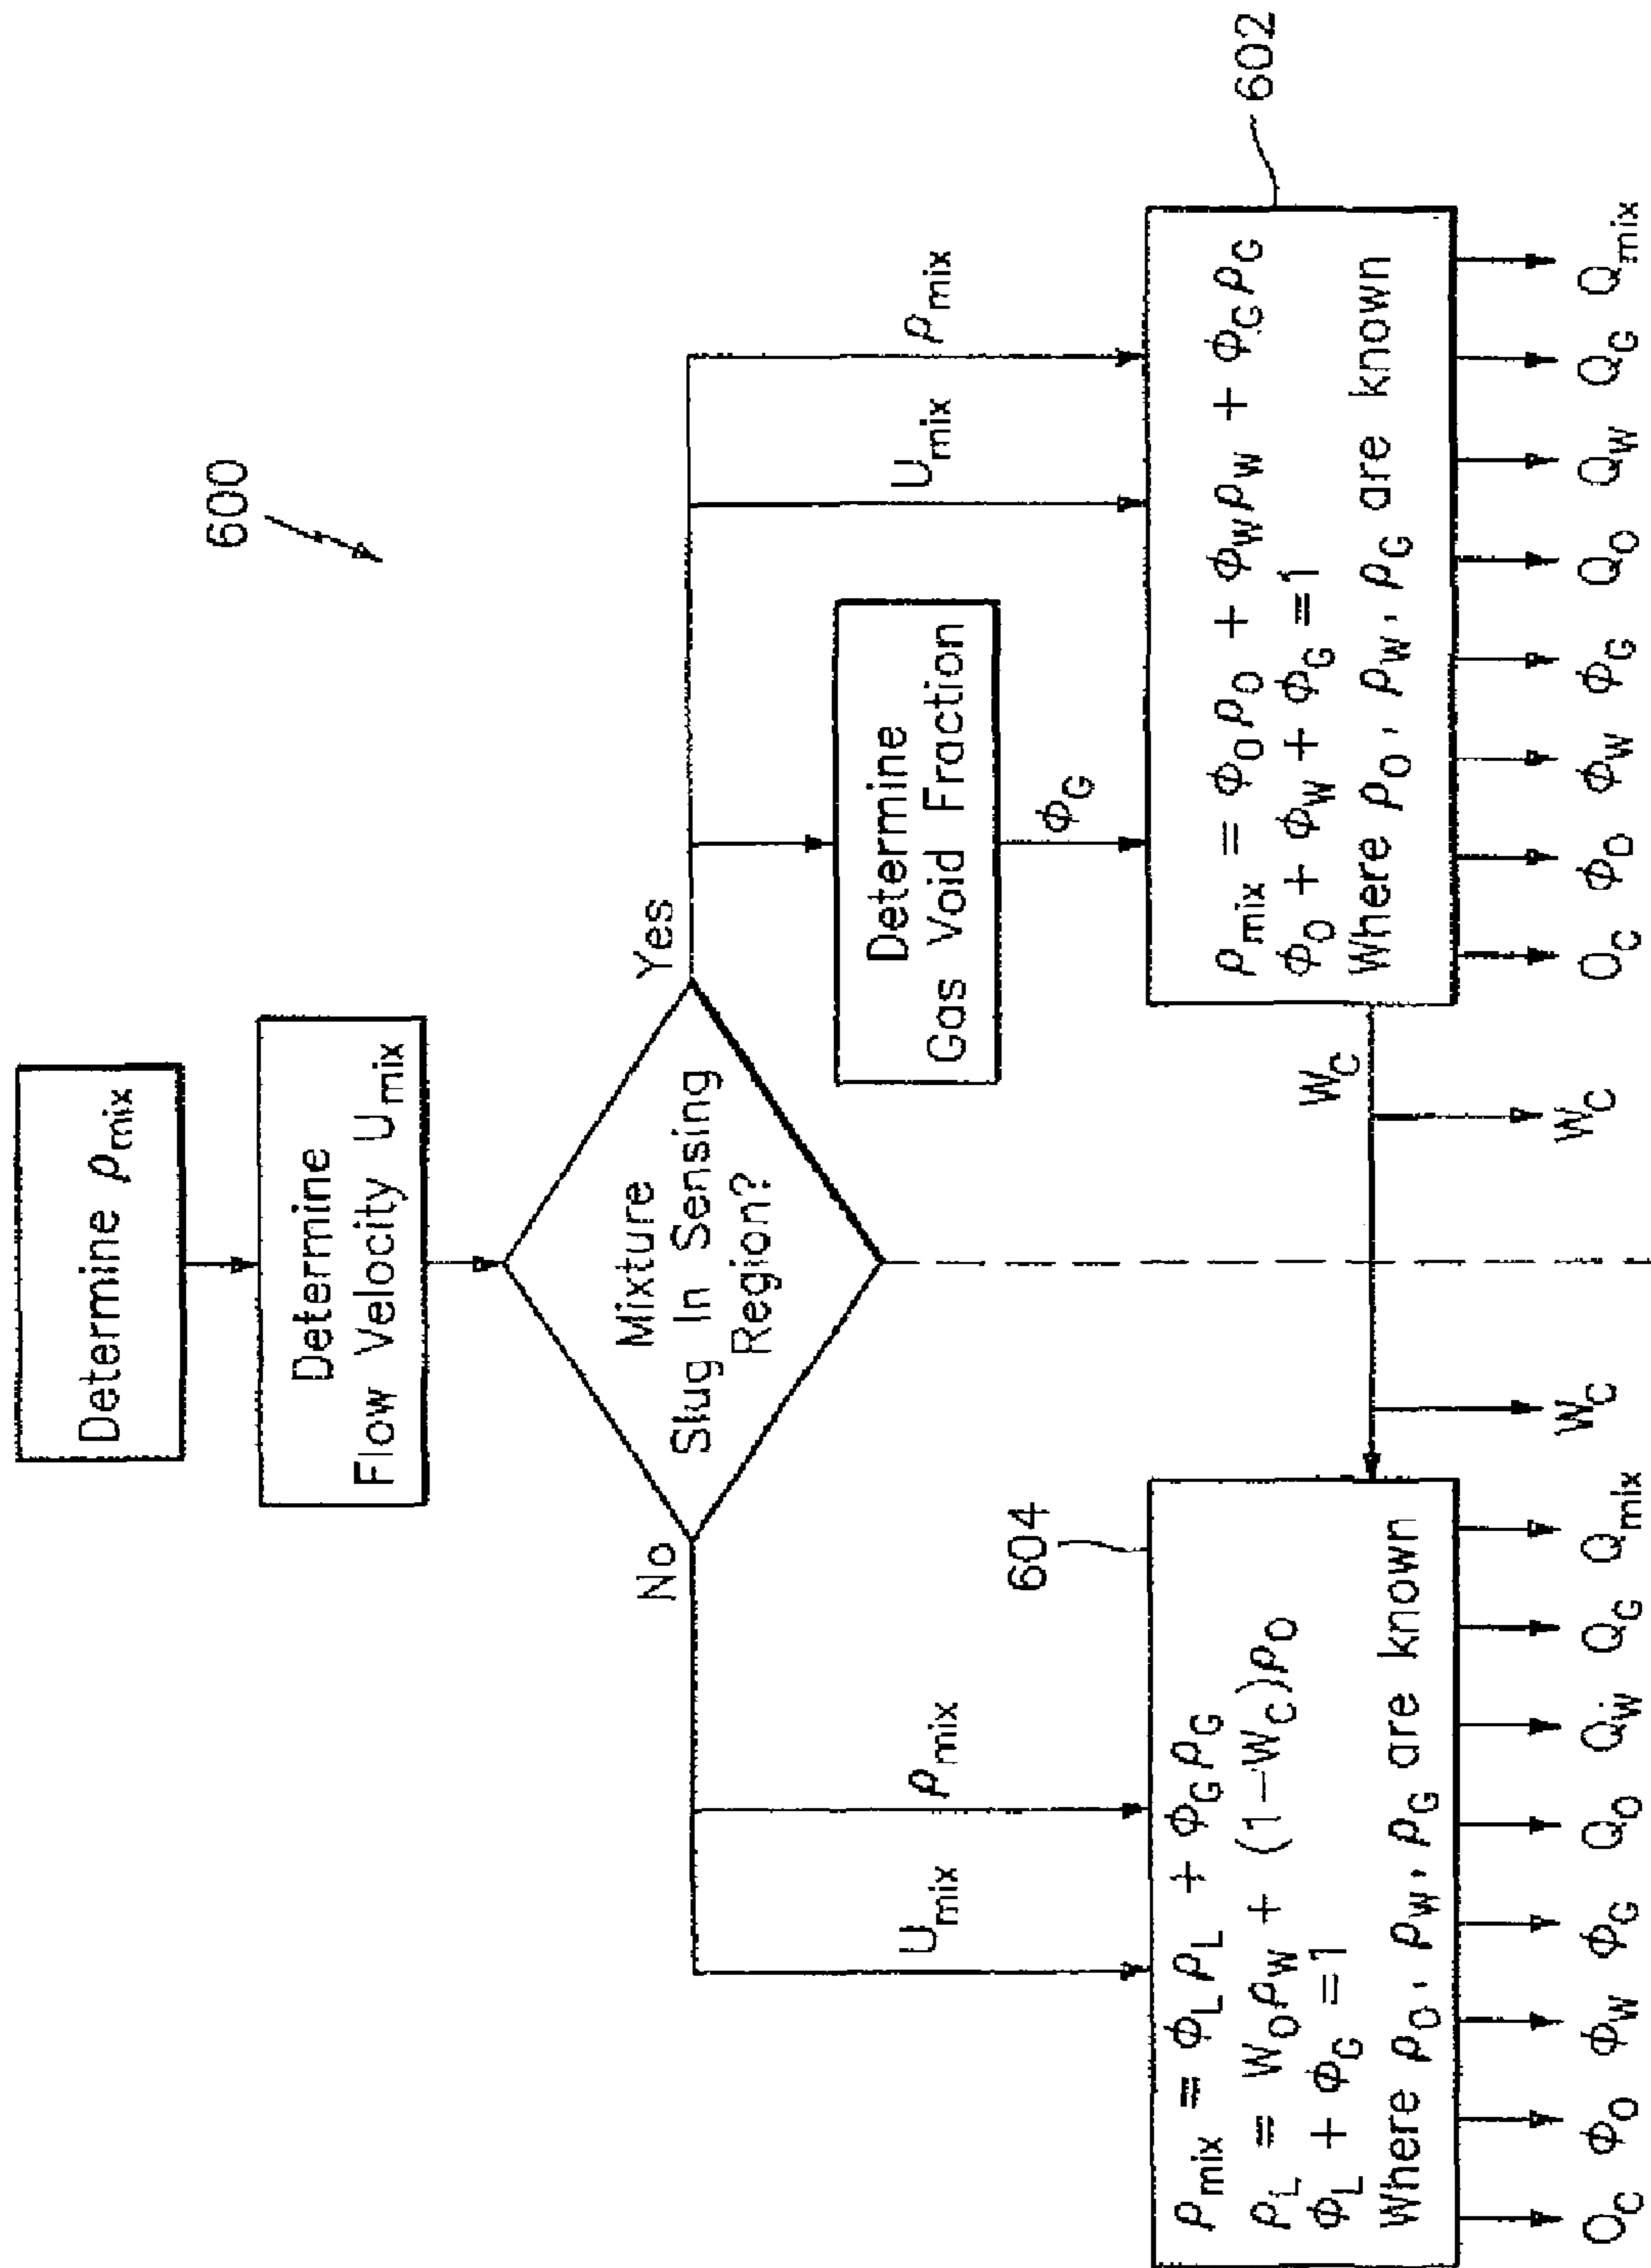 600
Determine ρmix
Determine
Flow Velocity Umix
Mixture
Slug In Sensing
Region?
No
Yes
Umix
ρmix
Determine
Gas Void Fraction
ϕG
Umix
ρmix
604
ρmix = ϕLρL + ϕGρG
ρL = WOρW + (1-WC)ρO
ϕL + ϕG =1
Where ρO, ρW, ρG are known
WC
602
ρmix = ϕOρO + ϕWρW + ϕGρG
ϕO + ϕW + ϕG =1
Where ρO, ρW, ρG are known
OC ϕO ϕW ϕG QO QW QG Qmix
WC WC
OC ϕO ϕW ϕG QO QW QG Qmix